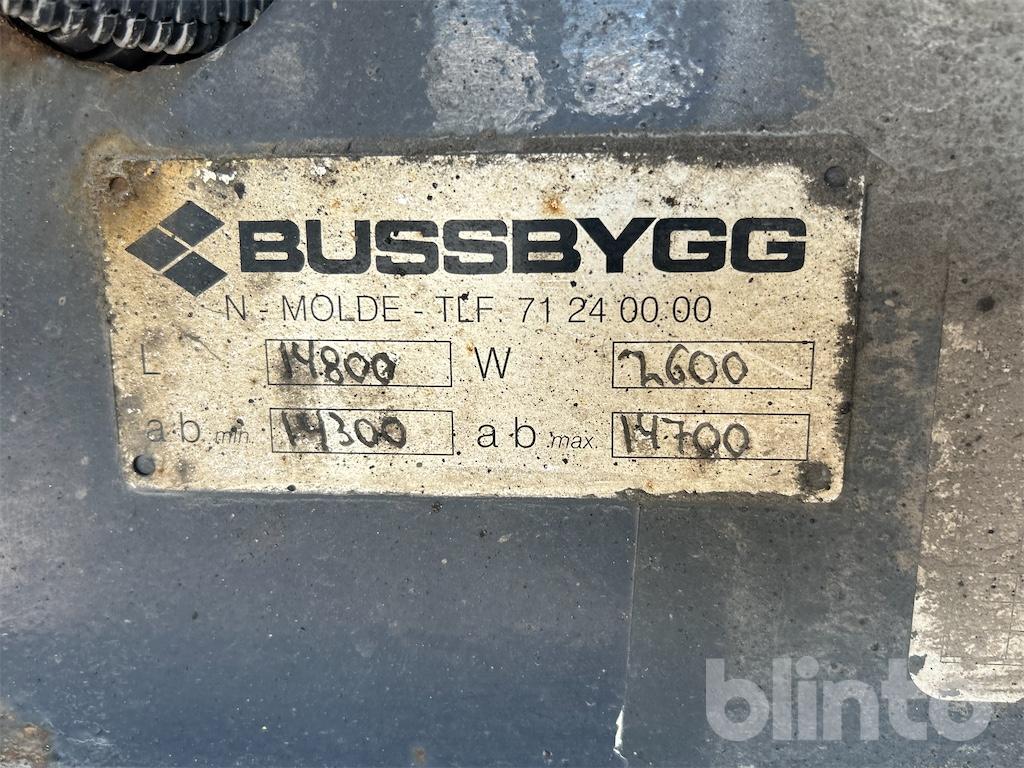 BUSSBYGG
N - MOLDE - TLF. 71 24 00 00
L 14800 W 2600
a b min. 14300 a b max 14700
blinto